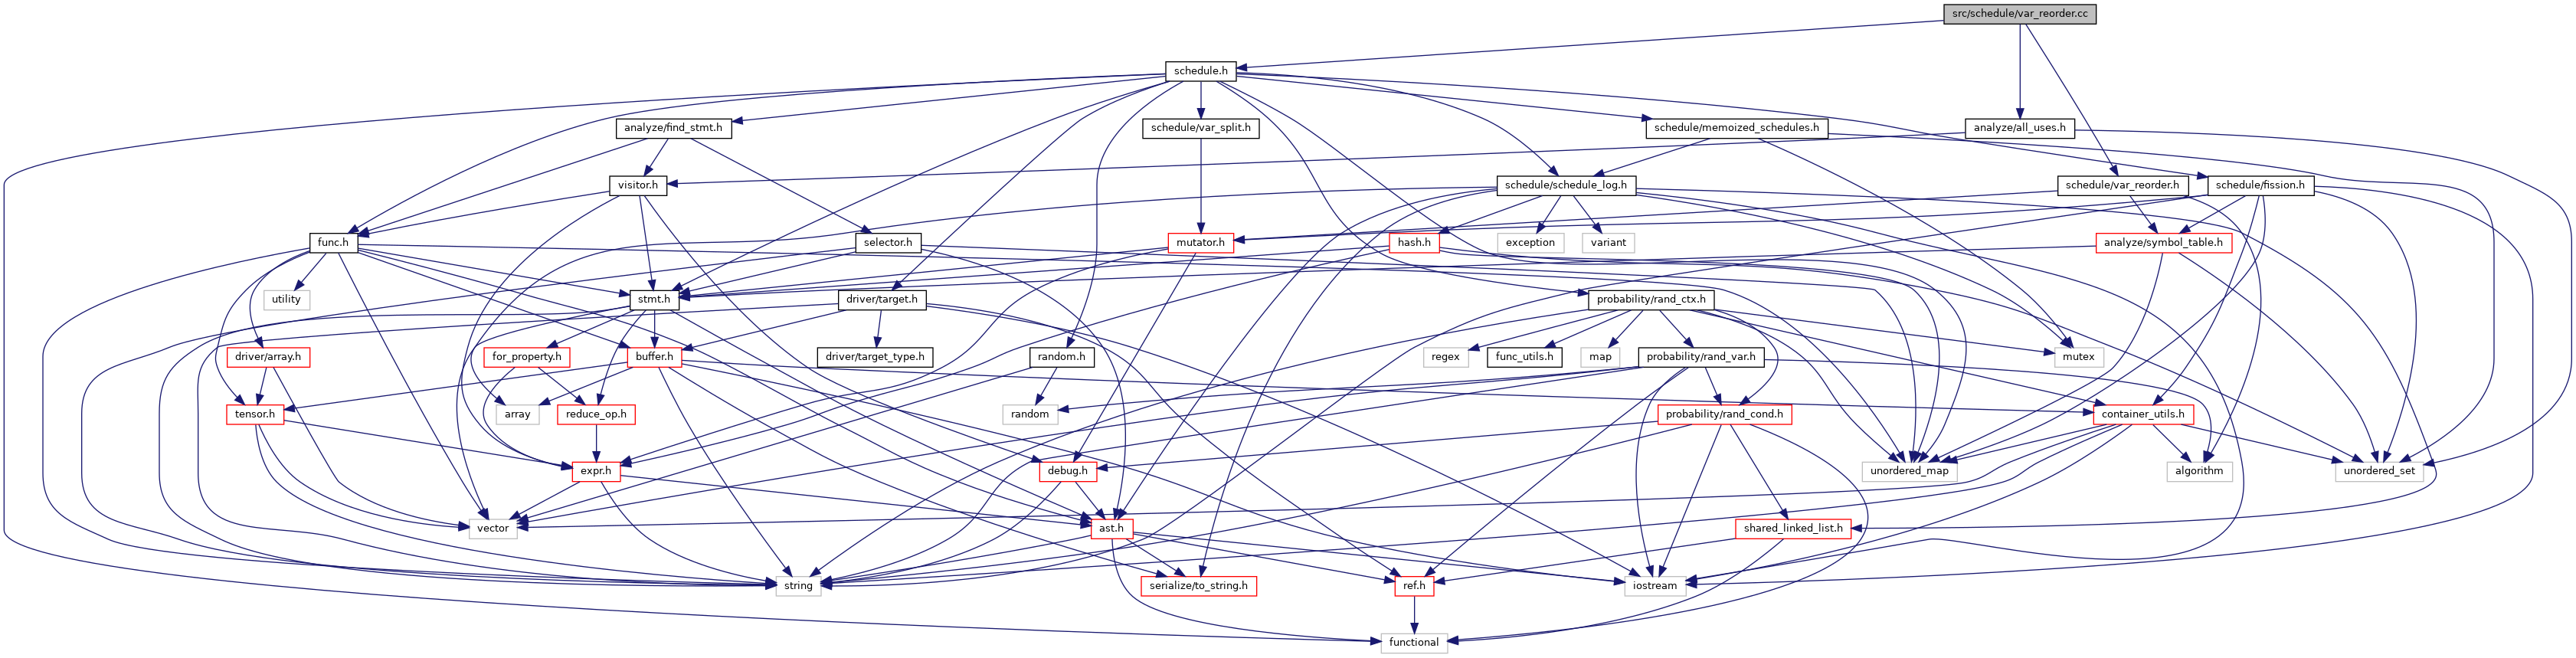 src/schedule/var_reorder.cc
schedule.h
analyze/find_stmt.h
schedule/var_split.h
schedule/memoized_schedules.h
analyze/all_uses.h
visitor.h
schedule/schedule_log.h
schedule/var_reorder.h
schedule/fission.h
func.h
selector.h
mutator.h
hash.h
exception
variant
analyze/symbol_table.h
utility
stmt.h
driver/target.h
probability/rand_ctx.h
driver/array.h
for_property.h
buffer.h
driver/target_type.h
random.h
regex
func_utils.h
map
probability/rand_var.h
mutex
tensor.h
array
reduce_op.h
random
probability/rand_cond.h
container_utils.h
expr.h
debug.h
unordered_map
algorithm
unordered_set
vector
ast.h
shared_linked_list.h
string
serialize/to_string.h
ref.h
iostream
functional